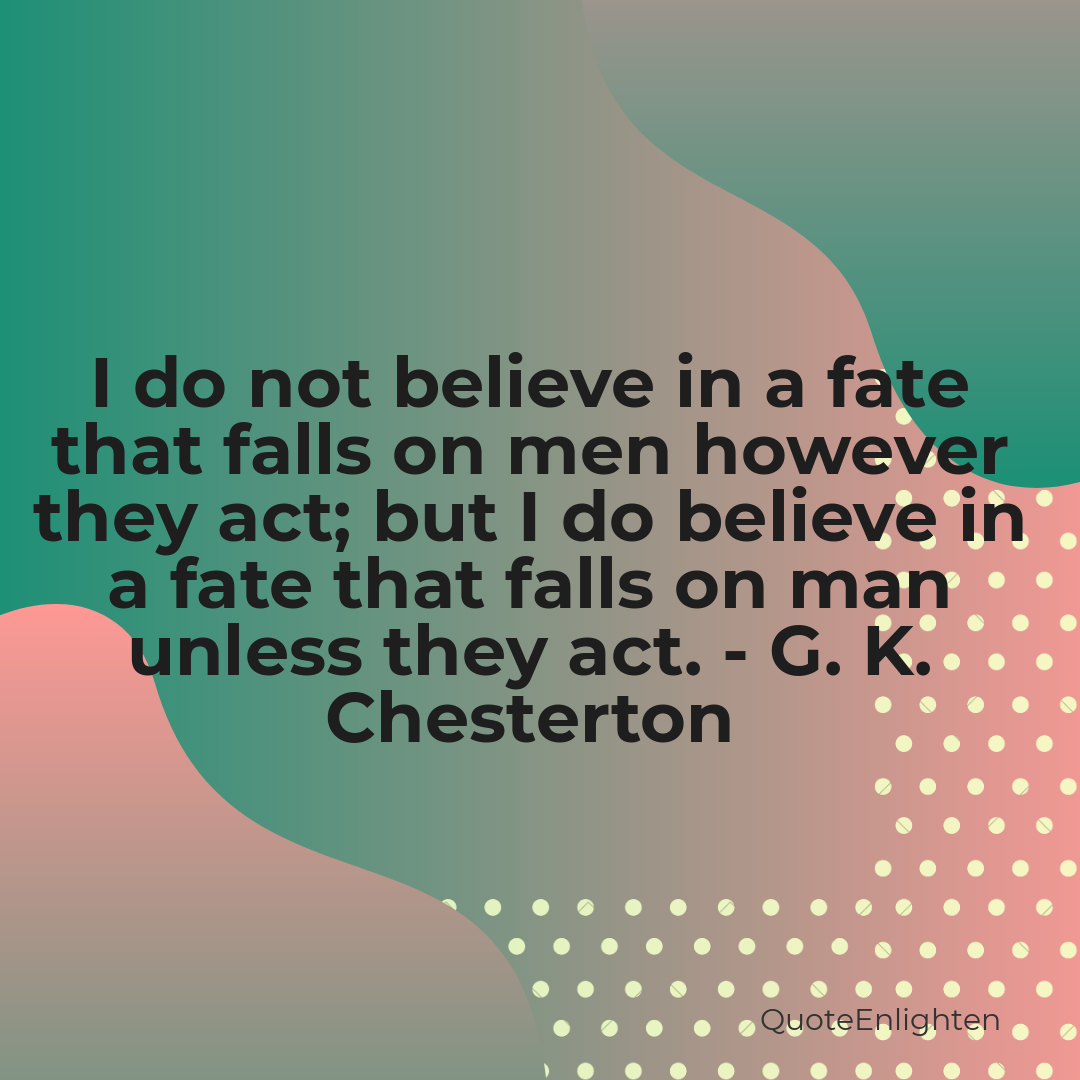 I do not believe in a fate
that falls on men however
they act; but I do believe in
a fate that falls on man
unless they act. - G. K.
Chesterton
QuoteEnlighten